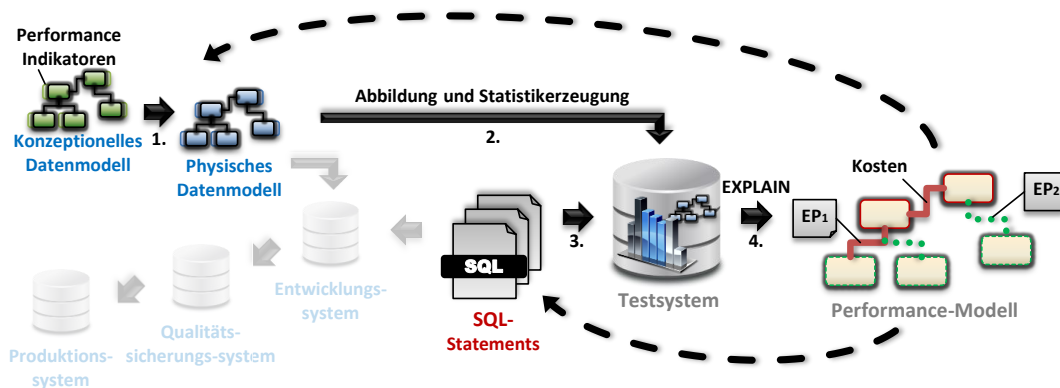 Performance
Indikatoren
Konzeptionelles
Datenmodell
1.
Physisches
Datenmodell
Abbildung und Statistikerzeugung
2.
Entwicklungs-
system
Qualitäts-
sicherungs-system
Produktions-
system
SQL
SQL-
Statements
3.
Testsystem
EXPLAIN
4.
EP1
Kosten
EP2
Performance-Modell